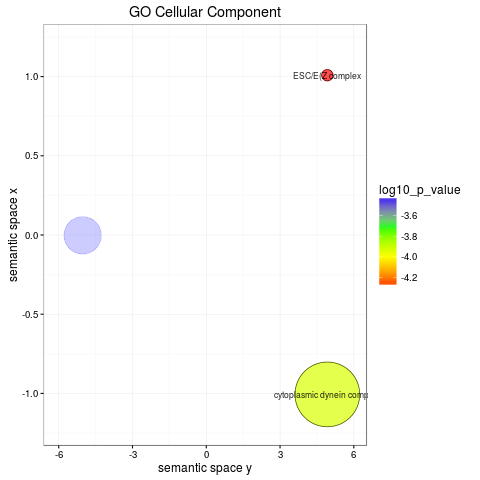 GO Cellular Component
1.0
0.5
0.0
-0.5
-1.0
semantic space x
ESC/E(Z) complex
cytoplasmic dynein comp
-6
-3
0
3
6
semantic space y
log10_p_value
-3.6
-3.8
-4.0
-4.2